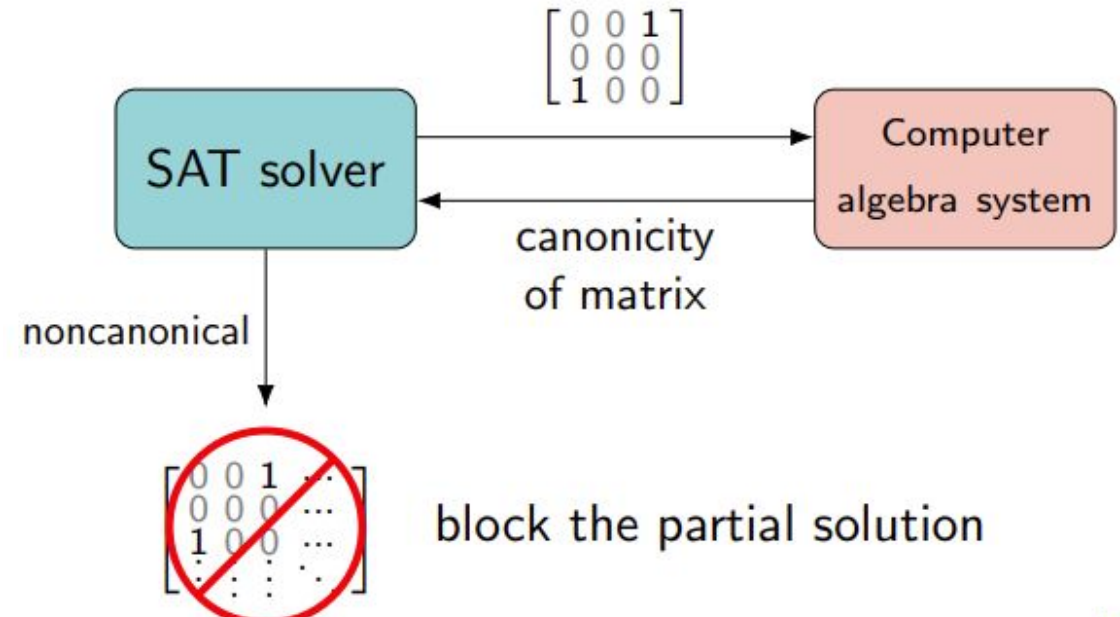 [ 0 0 1 ]
[ 0 0 0 ]
[ 1 0 0 ]
SAT solver
Computer
algebra system
canonicity
of matrix
noncanonical
[ 0 0 1 ⋯ ]
[ 0 0 0 ⋯ ]
[ 1 0 0 ⋯ ]
[ ⋮ ⋮ ⋮ ⋱ ]
block the partial solution